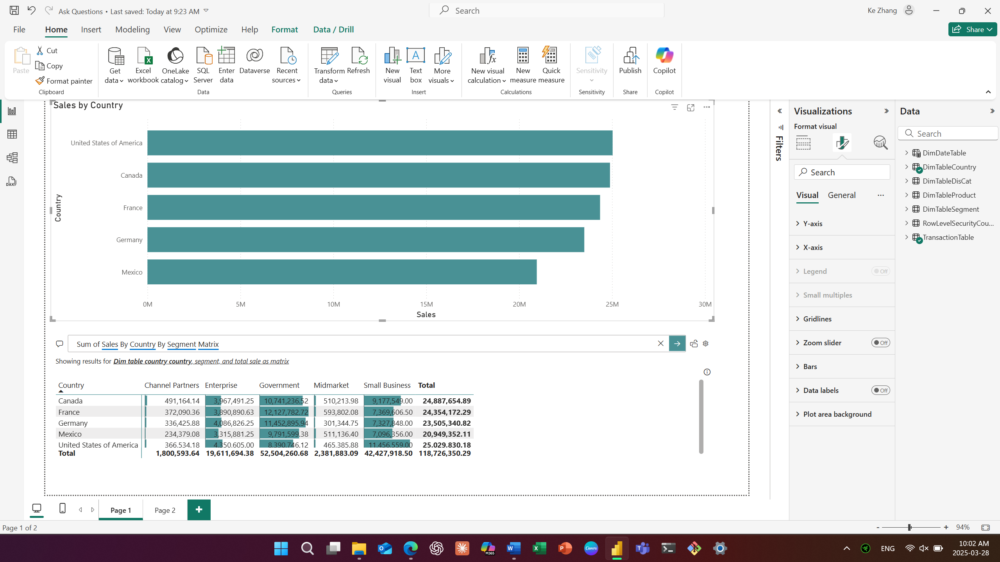 Ask Questions • Last saved: Today at 9:23 AM
Search
Ke Zhang
File Home Insert Modeling View Optimize Help Format Data / Drill
Share
Paste
Cut
Copy
Format painter
Clipboard
Get data
Excel workbook
OneLake catalog
SQL Server
Enter data
Dataverse
Recent sources
Data
Transform data
Refresh
Queries
New visual
Text box
More visuals
Insert
New visual calculation
New measure
Quick measure
Calculations
Sensitivity
Sensitivity
Publish
Share
Copilot
Copilot
DAX
Sales by Country
Country
United States of America
Canada
France
Germany
Mexico
0M 5M 10M 15M 20M 25M 30M
Sales
Sum of Sales By Country By Segment Matrix
Showing results for Dim table country country, segment, and total sale as matrix
Country Channel Partners Enterprise Government Midmarket Small Business Total
Canada 491,164.14 3,967,491.25 10,741,236.52 510,213.98 9,177,549.00 24,887,654.89
France 372,090.36 3,890,890.63 12,127,782.72 593,802.08 7,369,606.50 24,354,172.29
Germany 336,425.88 4,086,826.25 11,452,895.94 301,344.75 7,327,848.00 23,505,340.82
Mexico 234,379.08 3,315,881.25 9,791,599.38 511,136.40 7,096,356.00 20,949,352.11
United States of America 366,534.18 4,350,605.00 8,390,746.12 465,385.88 11,456,559.00 25,029,830.18
Total 1,800,593.64 19,611,694.38 52,504,260.68 2,381,883.09 42,427,918.50 118,726,350.29
Filters
Visualizations
Format visual
Search
Visual General
Y-axis
X-axis
Legend Off
Small multiples
Gridlines
Zoom slider Off
Bars
Data labels Off
Plot area background
Data
Search
DimDateTable
DimTableCountry
DimTableDisCat
DimTableProduct
DimTableSegment
RowLevelSecurityCou...
TransactionTable
Page 1 Page 2 +
Page 1 of 2
- + 94%
M365
Canva
ENG
10:02 AM
2025-03-28